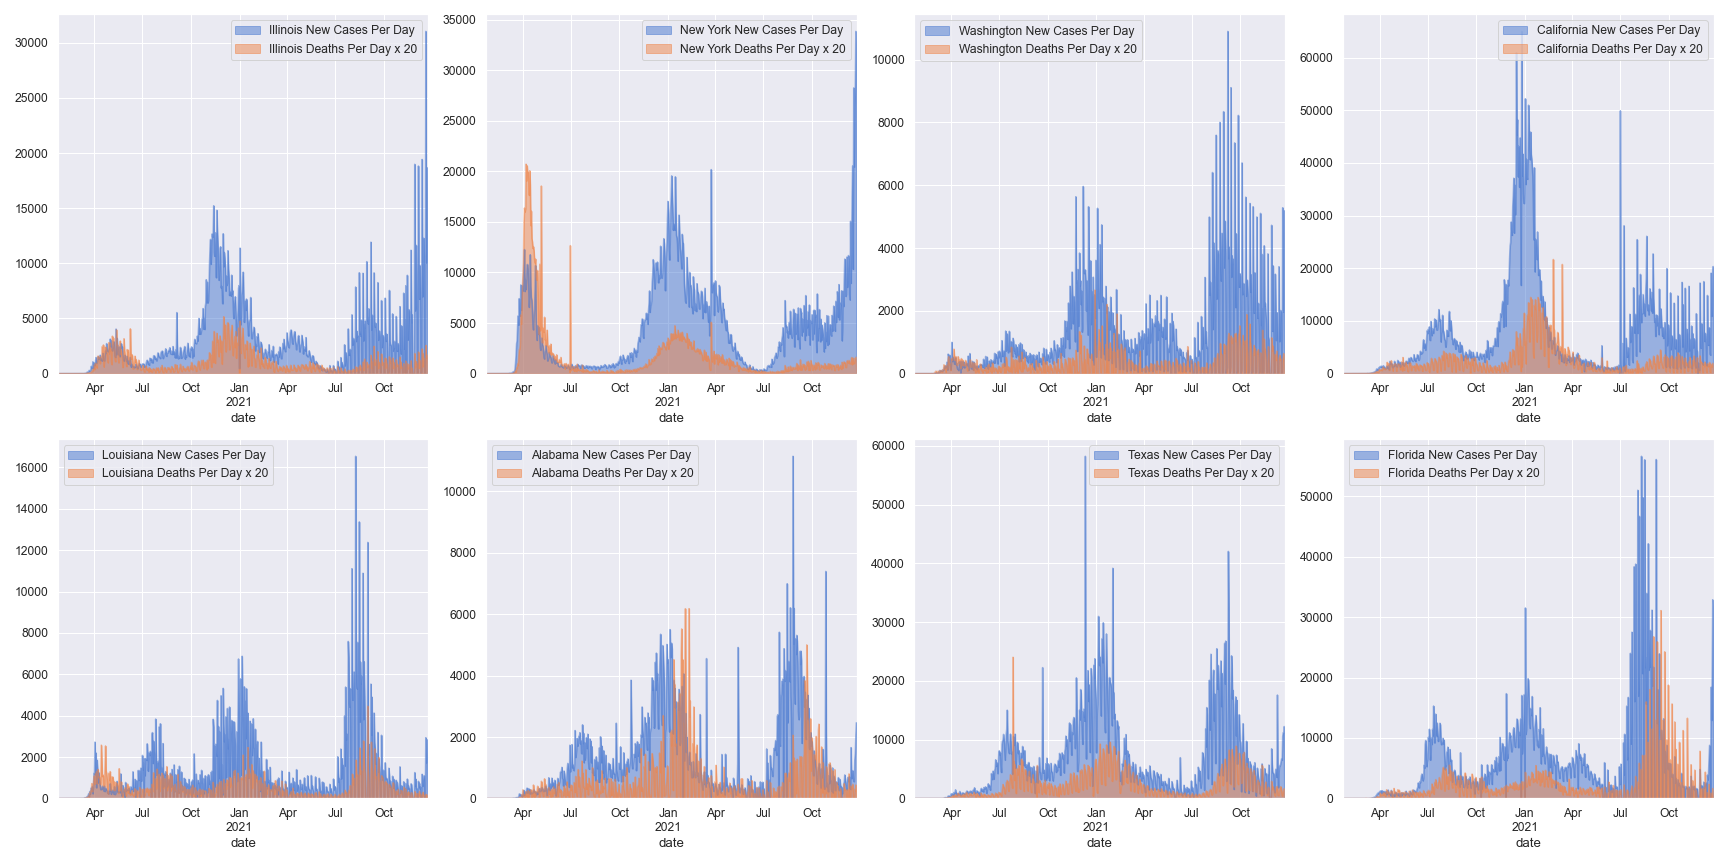 Illinois New Cases Per Day
Illinois Deaths Per Day x 20
30000
25000
20000
15000
10000
5000
0
Apr Jul Oct Jan Apr Jul Oct
2021
date
New York New Cases Per Day
New York Deaths Per Day x 20
35000
30000
25000
20000
15000
10000
5000
0
Apr Jul Oct Jan Apr Jul Oct
2021
date
Washington New Cases Per Day
Washington Deaths Per Day x 20
10000
8000
6000
4000
2000
0
Apr Jul Oct Jan Apr Jul Oct
2021
date
California New Cases Per Day
California Deaths Per Day x 20
60000
50000
40000
30000
20000
10000
0
Apr Jul Oct Jan Apr Jul Oct
2021
date
Louisiana New Cases Per Day
Louisiana Deaths Per Day x 20
16000
14000
12000
10000
8000
6000
4000
2000
0
Apr Jul Oct Jan Apr Jul Oct
2021
date
Alabama New Cases Per Day
Alabama Deaths Per Day x 20
10000
8000
6000
4000
2000
0
Apr Jul Oct Jan Apr Jul Oct
2021
date
Texas New Cases Per Day
Texas Deaths Per Day x 20
60000
50000
40000
30000
20000
10000
0
Apr Jul Oct Jan Apr Jul Oct
2021
date
Florida New Cases Per Day
Florida Deaths Per Day x 20
50000
40000
30000
20000
10000
0
Apr Jul Oct Jan Apr Jul Oct
2021
date